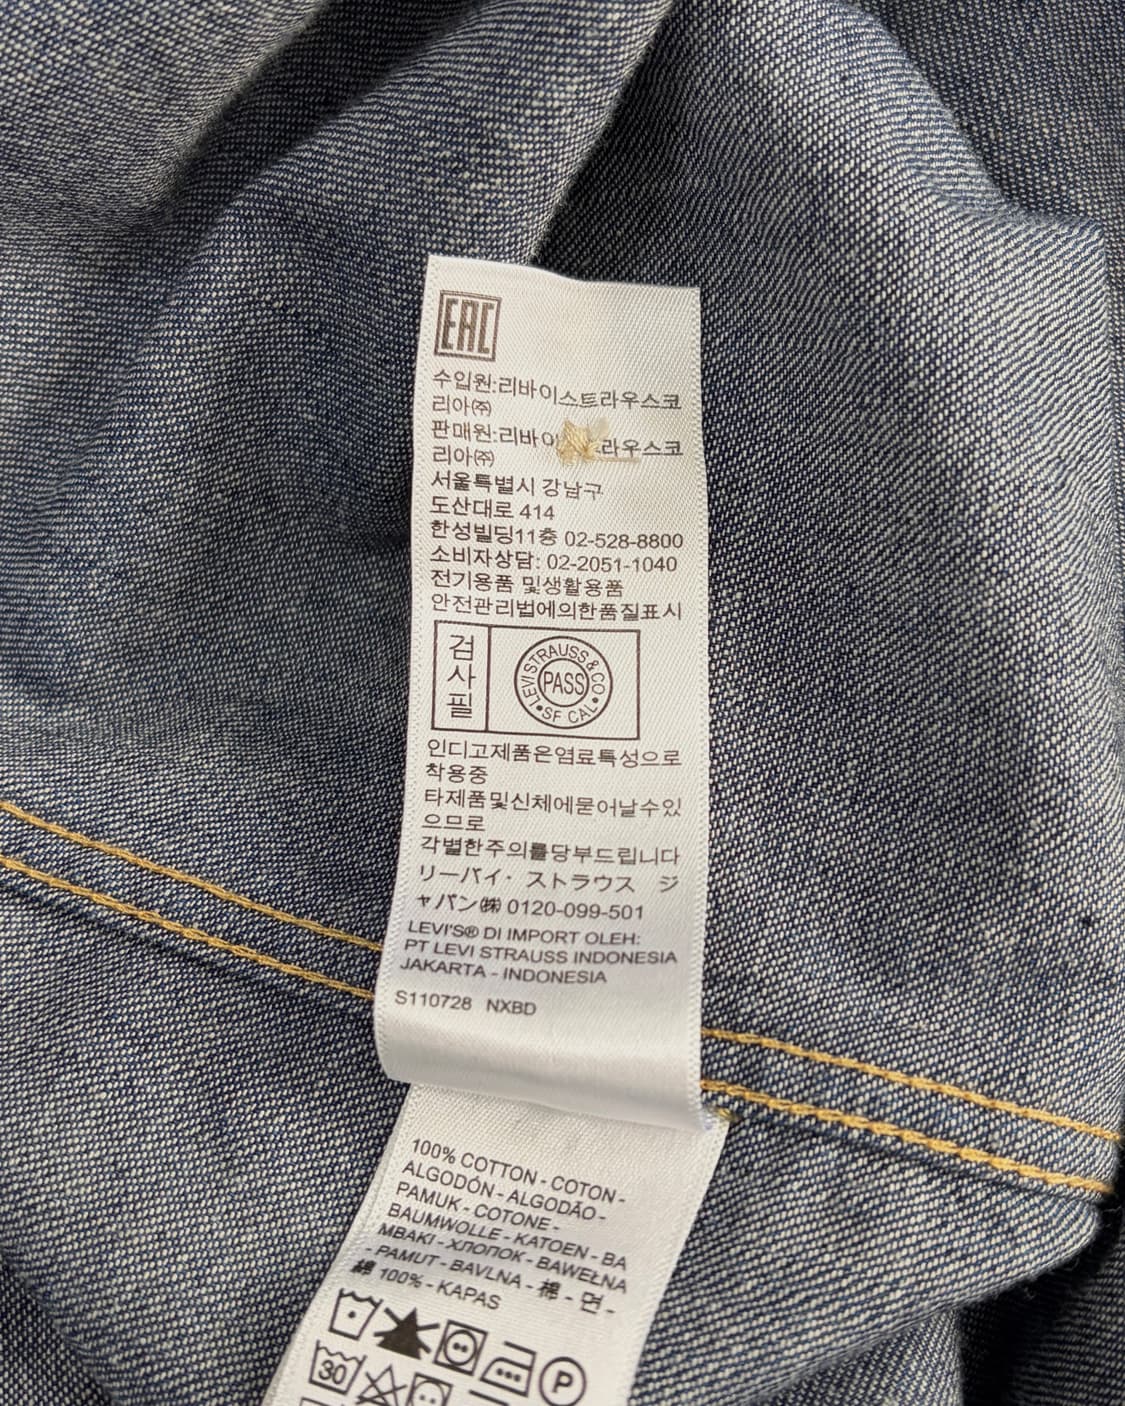 EAC
수입원:리바이스트라우스코
리아㈜
판매원:리바이 라우스코
리아㈜
서울특별시 강남구
도산대로 414
한성빌딩11층 02-528-8800
소비자상담: 02-2051-1040
전기용품 및생활용품
안전관리법에의한품질표시
검사필
LEVI STRAUSS & CO
PASS
SF CAL
인디고제품은염료특성으로
착용중
타제품및신체에묻어날수있
으므로
각별한주의를당부드립니다
リーバイ・ストラウス ジ
ャパン㈱ 0120-099-501
LEVI'S® DI IMPORT OLEH:
PT LEVI STRAUSS INDONESIA
JAKARTA - INDONESIA
S110728 NXBD
100% COTTON - COTON -
ALGODÓN - ALGODÃO -
PAMUK - COTONE -
BAUMWOLLE - KATOEN - BA
MBAKI - ХЛОПОК - BAWEŁNA
- PAMUT - BAVLNA - 棉 - 면 -
綿 100% - KAPAS
P
30